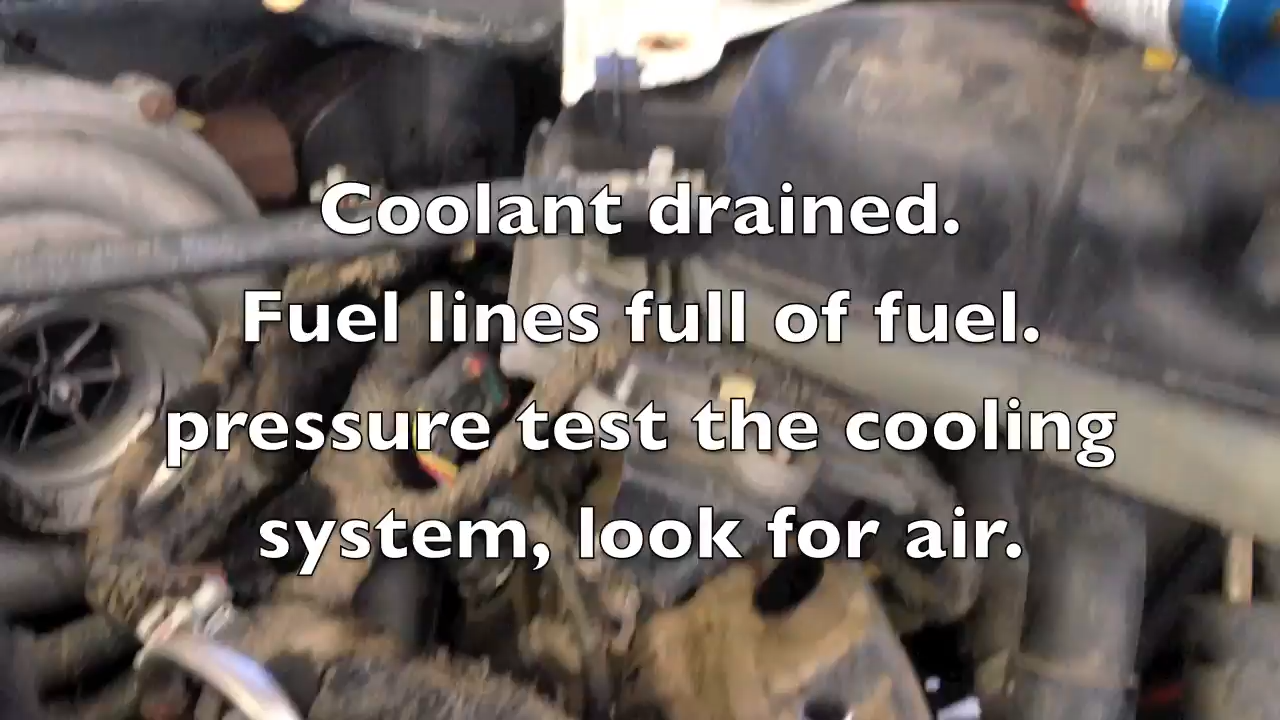 Coolant drained.
Fuel lines full of fuel.
pressure test the cooling
system, look for air.